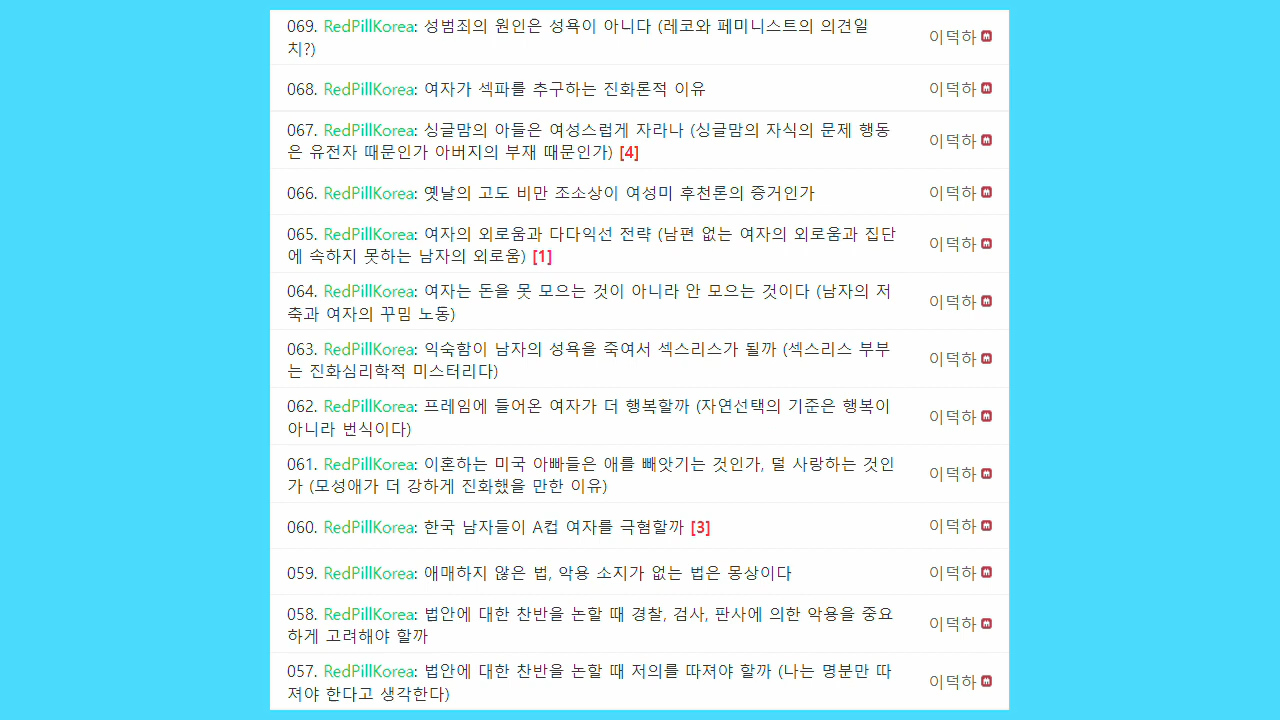 069. RedPillKorea: 성범죄의 원인은 성욕이 아니다 (레코와 페미니스트의 의견일
치?)
이덕하
068. RedPillKorea: 여자가 섹파를 추구하는 진화론적 이유
이덕하
067. RedPillKorea: 싱글맘의 아들은 여성스럽게 자라나 (싱글맘의 자식의 문제 행동
은 유전자 때문인가 아버지의 부재 때문인가) [4]
이덕하
066. RedPillKorea: 옛날의 고도 비만 조소상이 여성미 후천론의 증거인가
이덕하
065. RedPillKorea: 여자의 외로움과 다다익선 전략 (남편 없는 여자의 외로움과 집단
에 속하지 못하는 남자의 외로움) [1]
이덕하
064. RedPillKorea: 여자는 돈을 못 모으는 것이 아니라 안 모으는 것이다 (남자의 저
축과 여자의 꾸밈 노동)
이덕하
063. RedPillKorea: 익숙함이 남자의 성욕을 죽여서 섹스리스가 될까 (섹스리스 부부
는 진화심리학적 미스터리다)
이덕하
062. RedPillKorea: 프레임에 들어온 여자가 더 행복할까 (자연선택의 기준은 행복이
아니라 번식이다)
이덕하
061. RedPillKorea: 이혼하는 미국 아빠들은 애를 빼앗기는 것인가, 덜 사랑하는 것인
가 (모성애가 더 강하게 진화했을 만한 이유)
이덕하
060. RedPillKorea: 한국 남자들이 A컵 여자를 극혐할까 [3]
이덕하
059. RedPillKorea: 애매하지 않은 법, 악용 소지가 없는 법은 몽상이다
이덕하
058. RedPillKorea: 법안에 대한 찬반을 논할 때 경찰, 검사, 판사에 의한 악용을 중요
하게 고려해야 할까
이덕하
057. RedPillKorea: 법안에 대한 찬반을 논할 때 저의를 따져야 할까 (나는 명분만 따
져야 한다고 생각한다)
이덕하